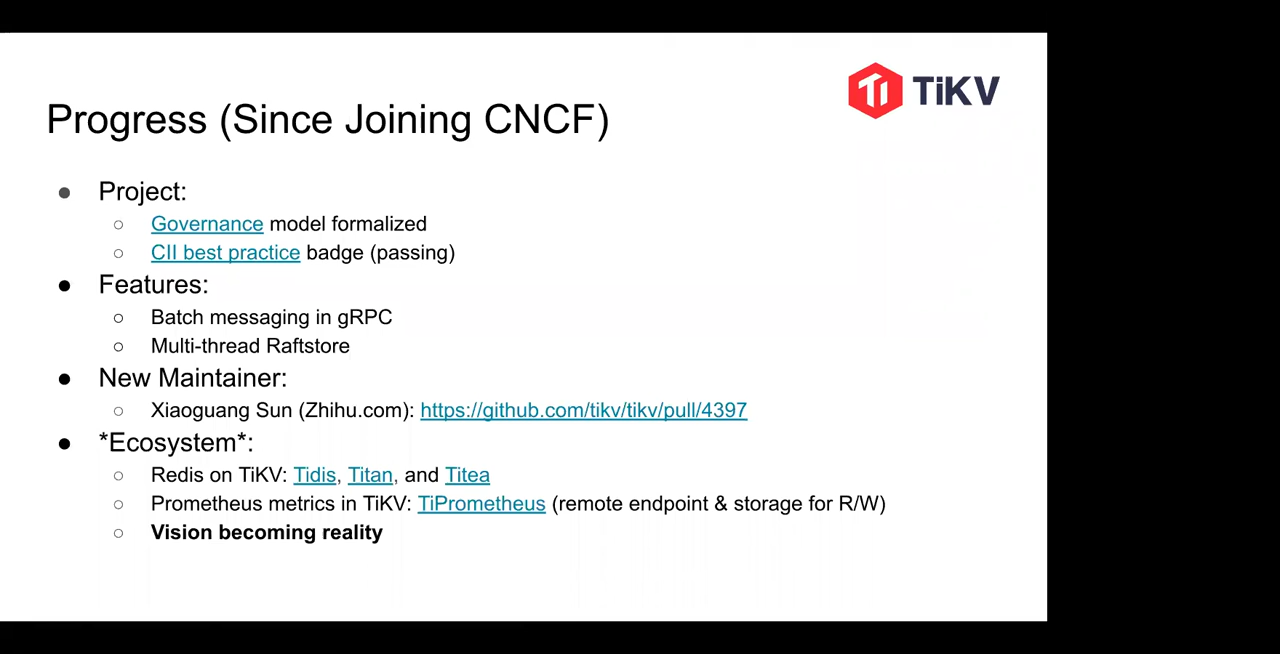 TiKV
Progress (Since Joining CNCF)
● Project:
○ Governance model formalized
○ CII best practice badge (passing)
● Features:
○ Batch messaging in gRPC
○ Multi-thread Raftstore
● New Maintainer:
○ Xiaoguang Sun (Zhihu.com): https://github.com/tikv/tikv/pull/4397
● *Ecosystem*:
○ Redis on TiKV: Tidis, Titan, and Titea
○ Prometheus metrics in TiKV: TiPrometheus (remote endpoint & storage for R/W)
○ Vision becoming reality